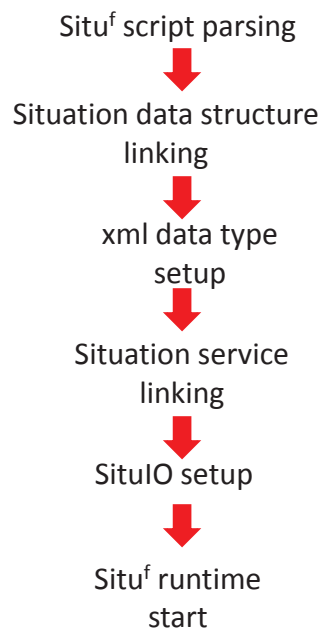 Situᶠ script parsing
Situation data structure
linking
xml data type
setup
Situation service
linking
SituIO setup
Situᶠ runtime
start